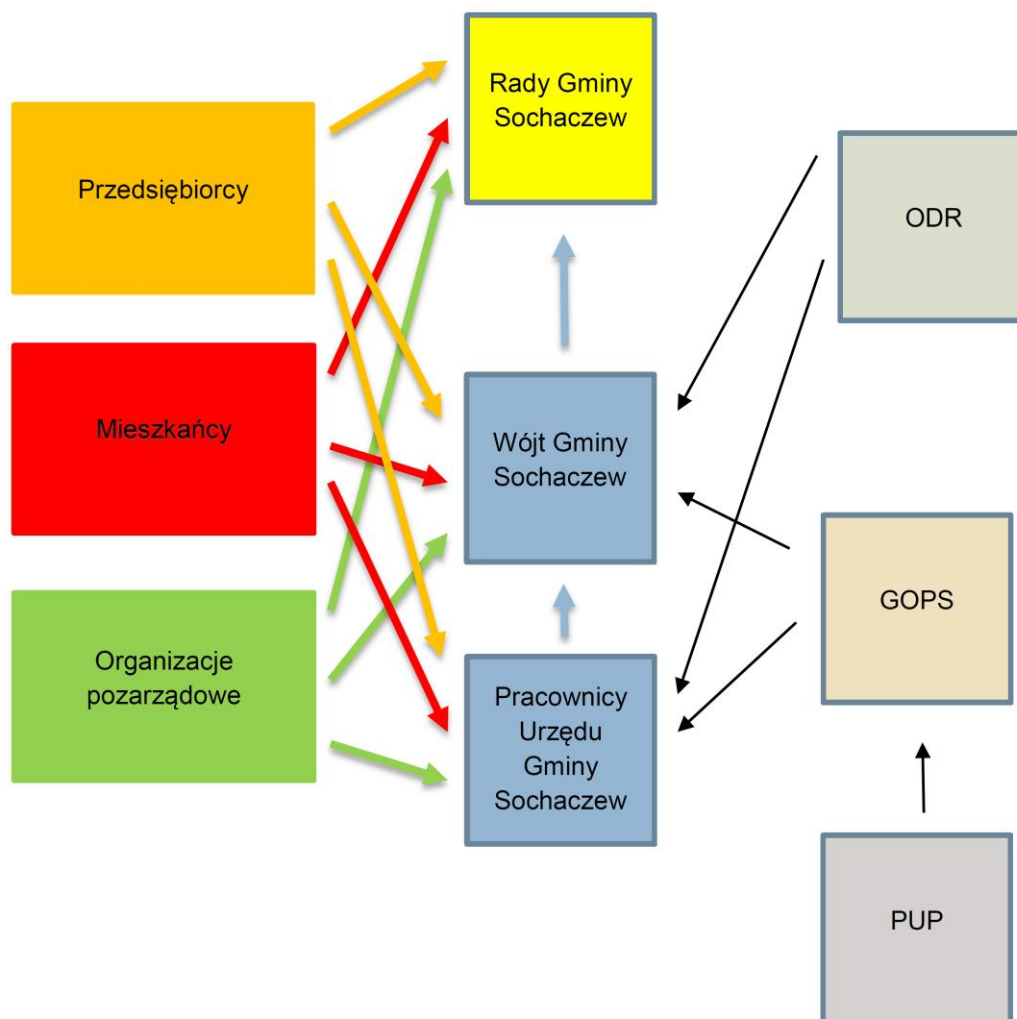 Rady Gminy
Sochaczew
Przedsiębiorcy
ODR
Mieszkańcy
Wójt Gminy
Sochaczew
GOPS
Organizacje
pozarządowe
Pracownicy
Urzędu
Gminy
Sochaczew
PUP